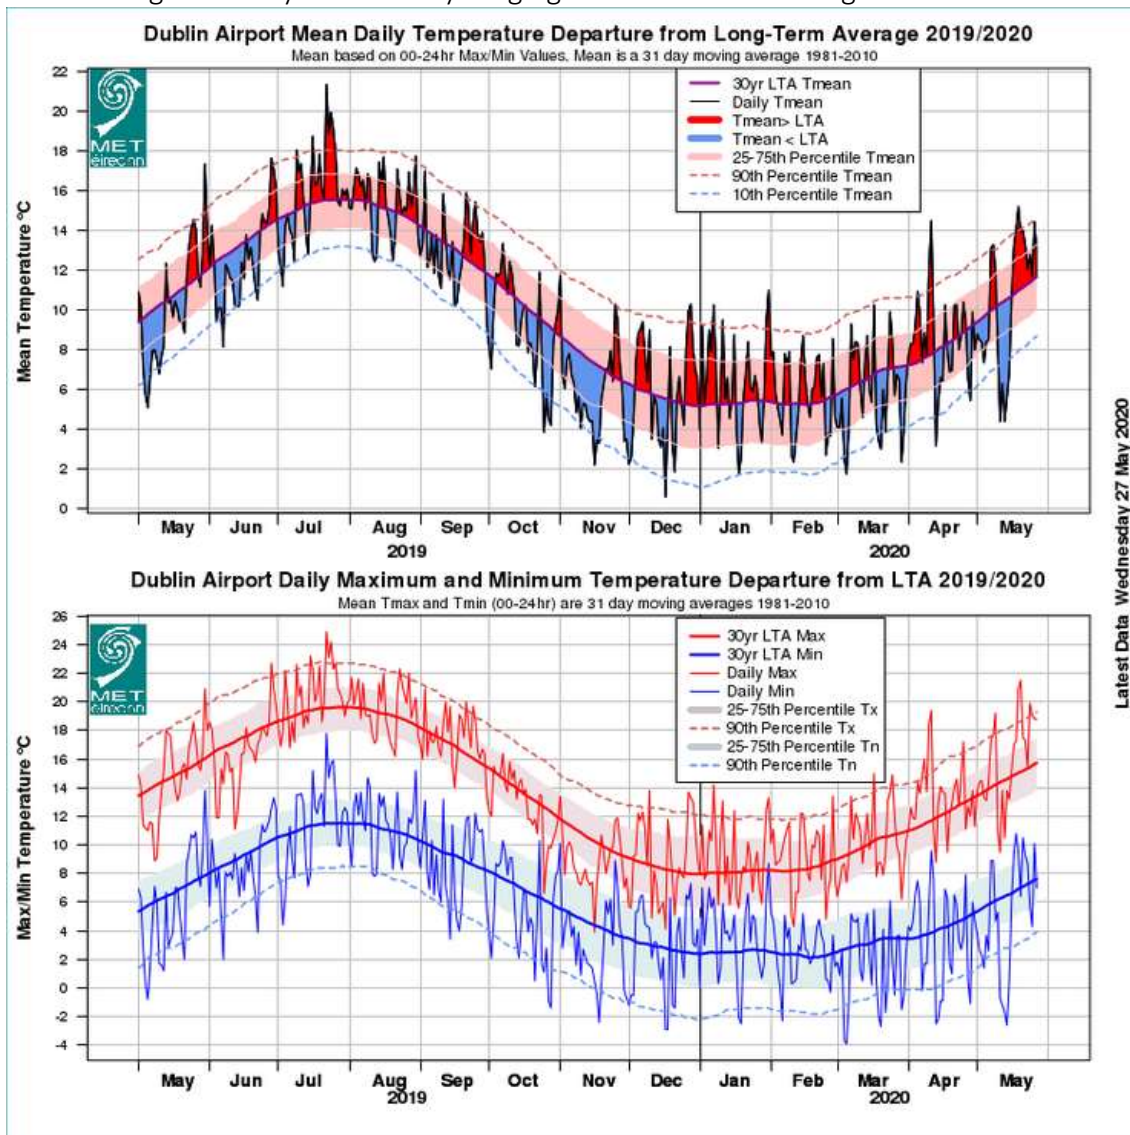 Dublin Airport Mean Daily Temperature Departure from Long-Term Average 2019/2020
Mean based on 00-24hr Max/Min Values. Mean is a 31 day moving average 1981-2010
MET
éireann
30yr LTA Tmean
Daily Tmean
Tmean> LTA
Tmean < LTA
25-75th Percentile Tmean
90th Percentile Tmean
10th Percentile Tmean
Mean Temperature °C
22
20
18
16
14
12
10
8
6
4
2
0
May Jun Jul Aug Sep Oct Nov Dec Jan Feb Mar Apr May
2019 2020
Dublin Airport Daily Maximum and Minimum Temperature Departure from LTA 2019/2020
Mean Tmax and Tmin (00-24hr) are 31 day moving averages 1981-2010
MET
éireann
30yr LTA Max
30yr LTA Min
Daily Max
Daily Min
25-75th Percentile Tx
90th Percentile Tx
25-75th Percentile Tn
90th Percentile Tn
Max/Min Temperature °C
26
24
22
20
18
16
14
12
10
8
6
4
2
0
-2
-4
May Jun Jul Aug Sep Oct Nov Dec Jan Feb Mar Apr May
2019 2020
Latest Data Wednesday 27 May 2020